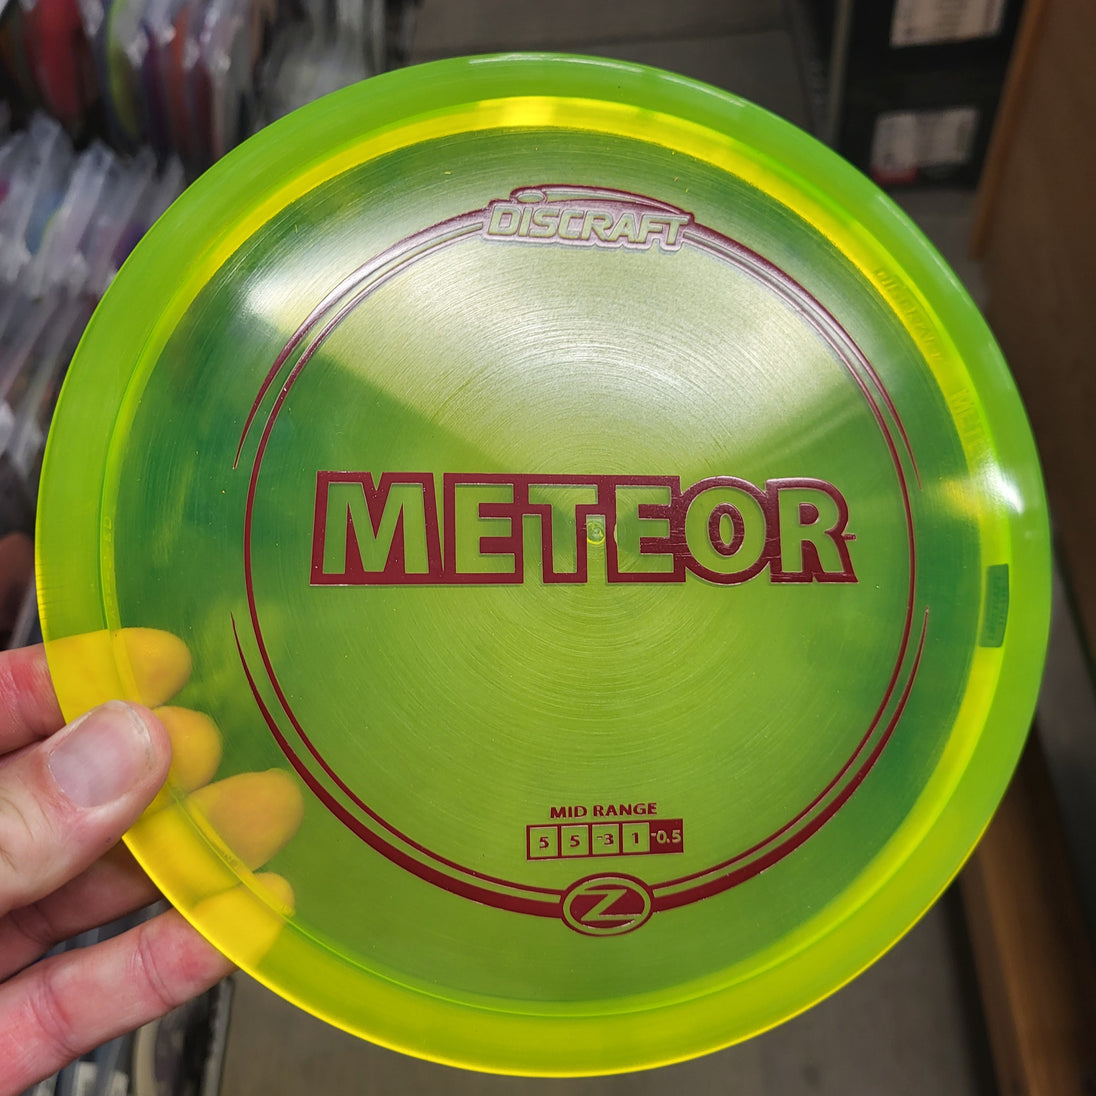 DISCRAFT
METEOR
MID RANGE
5 5 -3 1 -0.5
Z